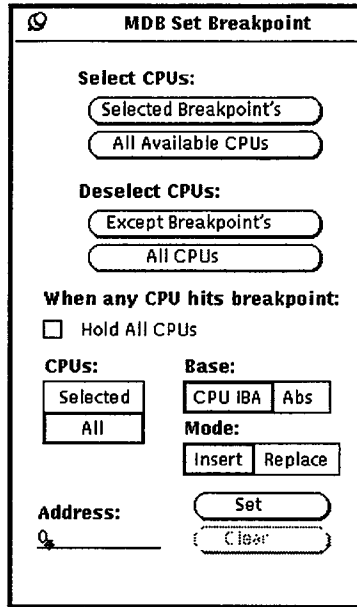 MDB Set Breakpoint
Select CPUs:
Selected Breakpoint's
All Available CPUs
Deselect CPUs:
Except Breakpoint's
All CPUs
When any CPU hits breakpoint:
Hold All CPUs
CPUs:
Selected
All
Base:
CPU IBA Abs
Mode:
Insert Replace
Address:
0
Set
Clear